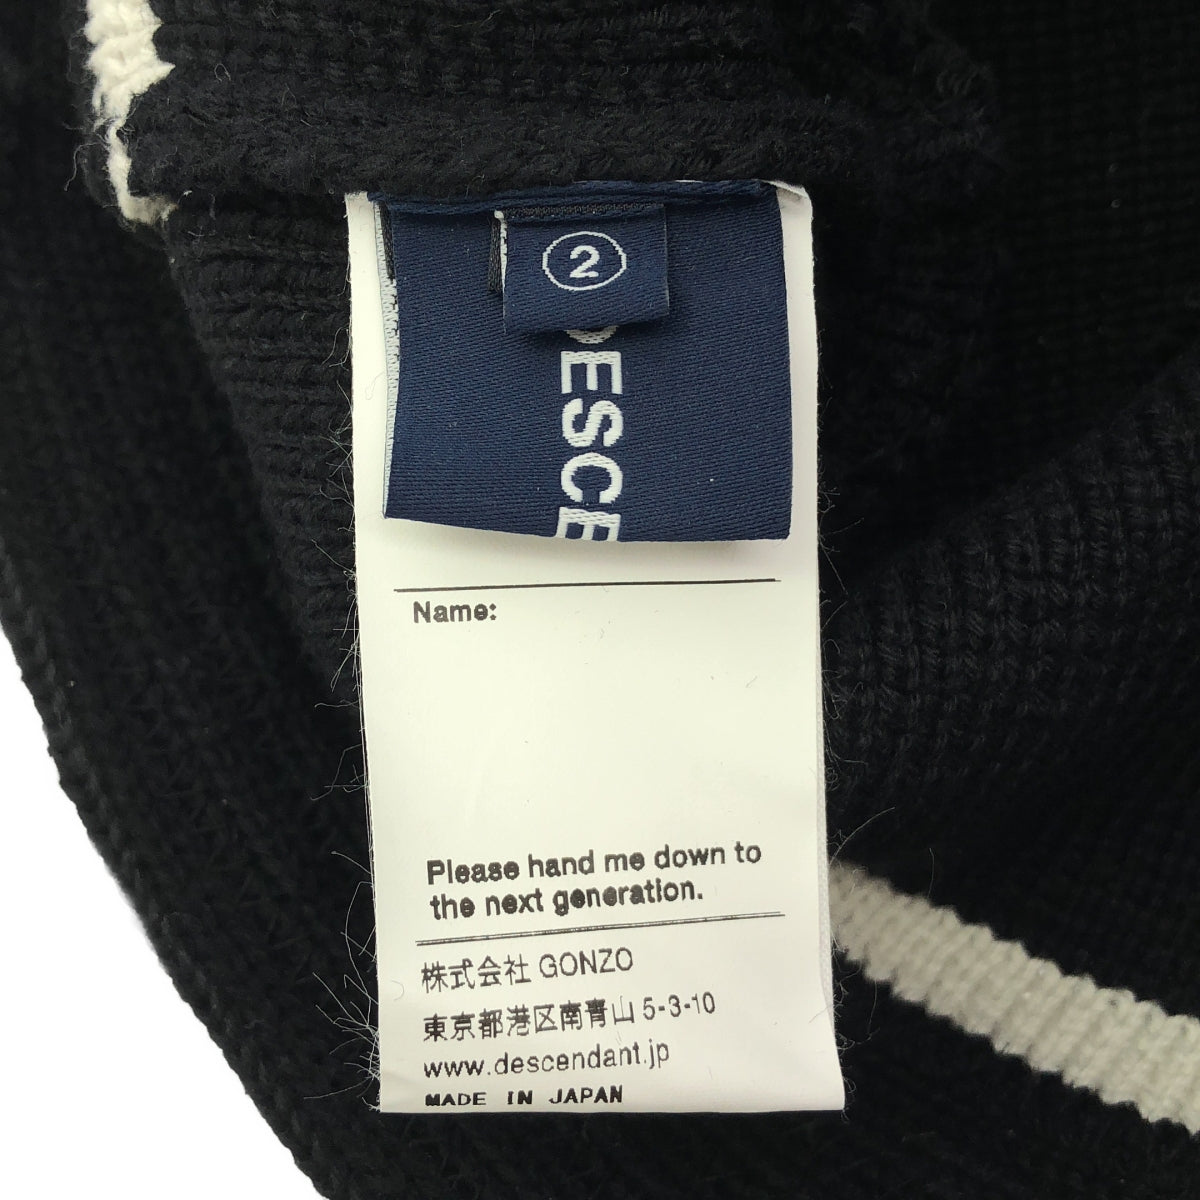 2
DESCE
Name:
Please hand me down to
the next generation.
株式会社 GONZO
東京都港区南青山 5-3-10
www.descendant.jp
MADE IN JAPAN